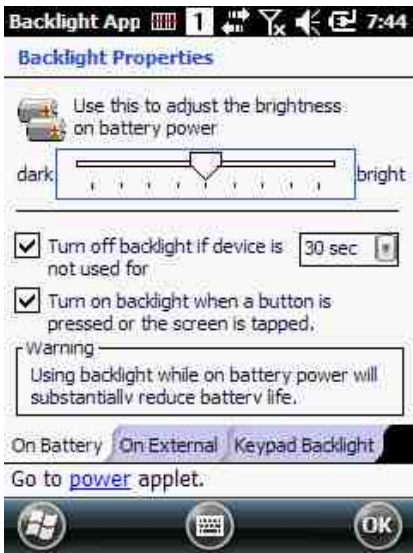 Backlight App 1 7:44
Backlight Properties
Use this to adjust the brightness
on battery power
dark bright
Turn off backlight if device is 30 sec
not used for
Turn on backlight when a button is
pressed or the screen is tapped.
Warning
Using backlight while on battery power will
substantially reduce battery life.
On Battery On External Keypad Backlight
Go to power applet.
OK